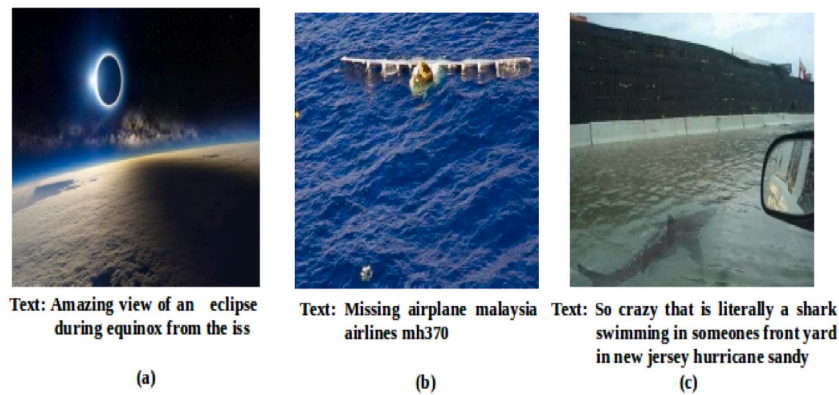 Text: Amazing view of an eclipse
during equinox from the iss
(a)
Text: Missing airplane malaysia
airlines mh370
(b)
Text: So crazy that is literally a shark
swimming in someones front yard
in new jersey hurricane sandy
(c)